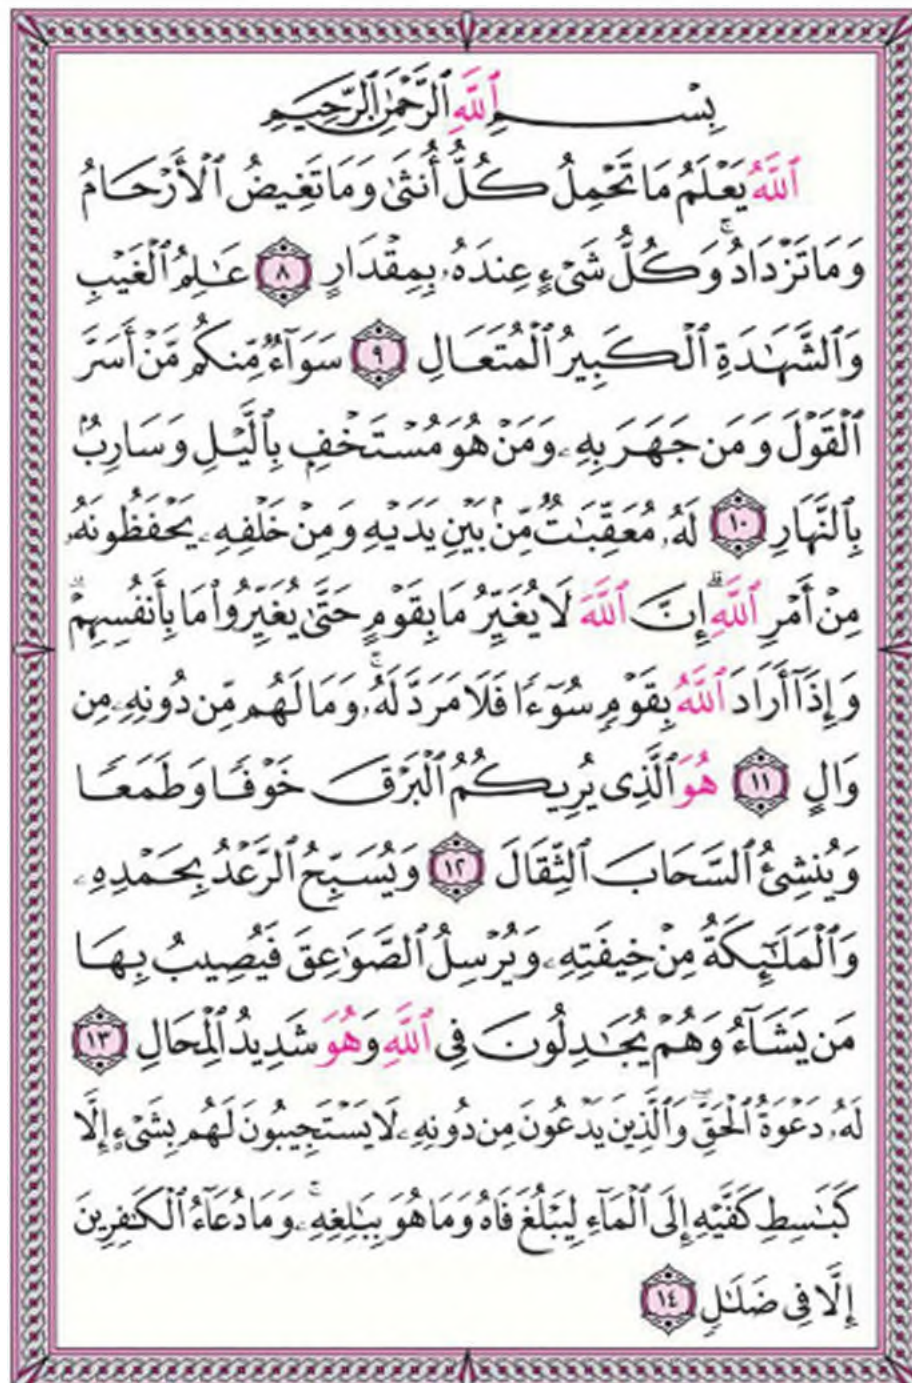 بِسْمِ ٱللَّهِ ٱلرَّحْمَٰنِ ٱلرَّحِيمِ
ٱللَّهُ يَعْلَمُ مَا تَحْمِلُ كُلُّ أُنثَىٰ وَمَا تَغِيضُ ٱلْأَرْحَامُ
وَمَا تَزْدَادُ ۚ وَكُلُّ شَىْءٍ عِندَهُۥ بِمِقْدَارٍ ٨ عَٰلِمُ ٱلْغَيْبِ
وَٱلشَّهَٰدَةِ ٱلْكَبِيرُ ٱلْمُتَعَالِ ٩ سَوَآءٌ مِّنكُم مَّنْ أَسَرَّ
ٱلْقَوْلَ وَمَن جَهَرَ بِهِۦ وَمَنْ هُوَ مُسْتَخْفٍۭ بِٱلَّيْلِ وَسَارِبٌۢ
بِٱلنَّهَارِ ١٠ لَهُۥ مُعَقِّبَٰتٌ مِّنۢ بَيْنِ يَدَيْهِ وَمِنْ خَلْفِهِۦ يَحْفَظُونَهُۥ
مِنْ أَمْرِ ٱللَّهِ ۗ إِنَّ ٱللَّهَ لَا يُغَيِّرُ مَا بِقَوْمٍ حَتَّىٰ يُغَيِّرُوا۟ مَا بِأَنفُسِهِمْ ۗ
وَإِذَآ أَرَادَ ٱللَّهُ بِقَوْمٍ سُوٓءًا فَلَا مَرَدَّ لَهُۥ ۚ وَمَا لَهُم مِّن دُونِهِۦ مِن
وَالٍ ١١ هُوَ ٱلَّذِى يُرِيكُمُ ٱلْبَرْقَ خَوْفًا وَطَمَعًا
وَيُنشِئُ ٱلسَّحَابَ ٱلثِّقَالَ ١٢ وَيُسَبِّحُ ٱلرَّعْدُ بِحَمْدِهِۦ
وَٱلْمَلَٰٓئِكَةُ مِنْ خِيفَتِهِۦ وَيُرْسِلُ ٱلصَّوَٰعِقَ فَيُصِيبُ بِهَا
مَن يَشَآءُ وَهُمْ يُجَٰدِلُونَ فِى ٱللَّهِ وَهُوَ شَدِيدُ ٱلْمِحَالِ ١٣
لَهُۥ دَعْوَةُ ٱلْحَقِّ ۖ وَٱلَّذِينَ يَدْعُونَ مِن دُونِهِۦ لَا يَسْتَجِيبُونَ لَهُم بِشَىْءٍ إِلَّا
كَبَٰسِطِ كَفَّيْهِ إِلَى ٱلْمَآءِ لِيَبْلُغَ فَاهُ وَمَا هُوَ بِبَٰلِغِهِۦ ۚ وَمَا دُعَآءُ ٱلْكَٰفِرِينَ
إِلَّا فِى ضَلَٰلٍ ١٤